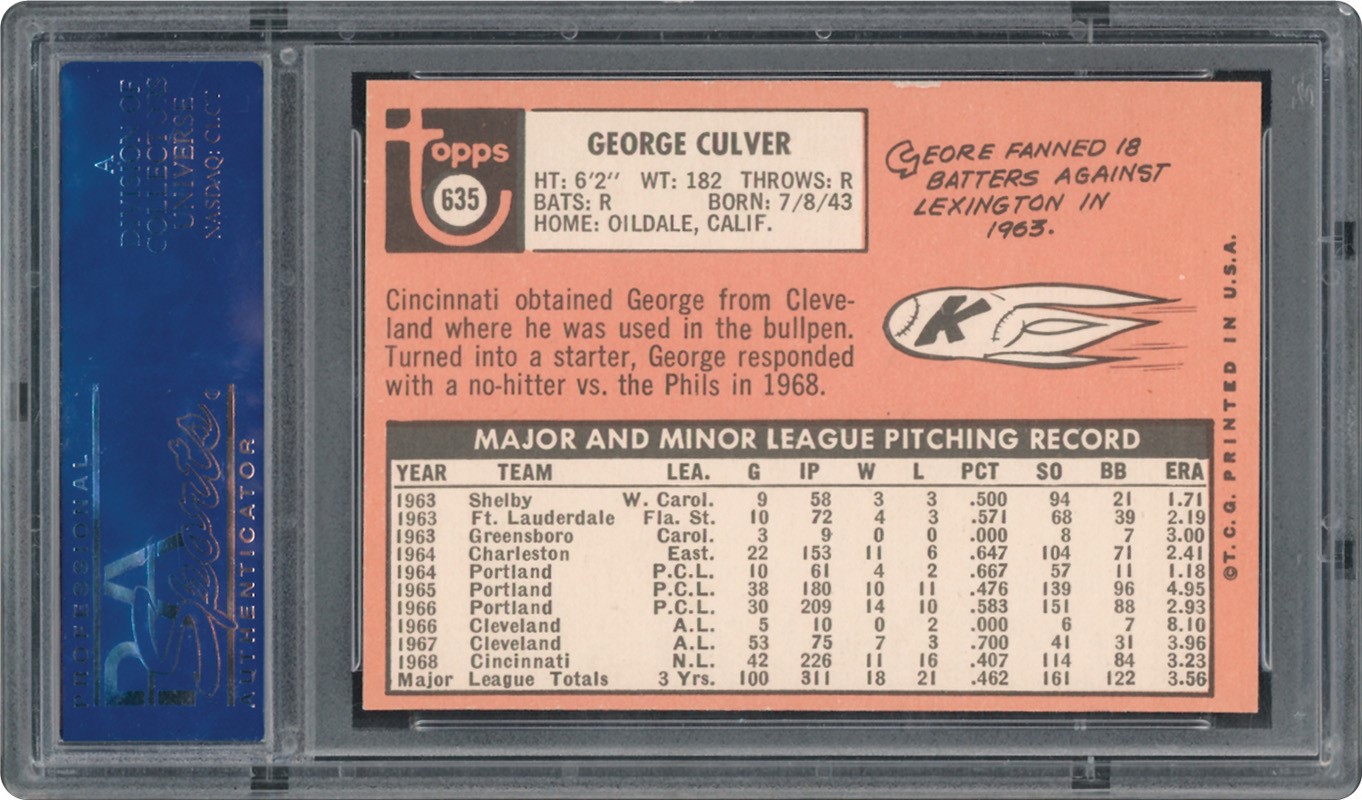 A
DIVISION OF
COLLECTORS
UNIVERSE
NASDAQ: CLCT
PROFESSIONAL
PSA
Sports
AUTHENTICATOR
Topps
635
GEORGE CULVER
HT: 6'2" WT: 182 THROWS: R
BATS: R BORN: 7/8/43
HOME: OILDALE, CALIF.
GEORE FANNED 18
BATTERS AGAINST
LEXINGTON IN
1963.
Cincinnati obtained George from Cleve-
land where he was used in the bullpen.
Turned into a starter, George responded
with a no-hitter vs. the Phils in 1968.
K
MAJOR AND MINOR LEAGUE PITCHING RECORD
YEAR TEAM LEA. G IP W L PCT SO BB ERA
1963 Shelby W. Carol. 9 58 3 3 .500 94 21 1.71
1963 Ft. Lauderdale Fla. St. 10 72 4 3 .571 68 39 2.19
1963 Greensboro Carol. 3 9 0 0 .000 8 7 3.00
1964 Charleston East. 22 153 11 6 .647 104 71 2.41
1964 Portland P.C.L. 10 61 4 2 .667 57 11 1.18
1965 Portland P.C.L. 38 180 10 11 .476 139 96 4.95
1966 Portland P.C.L. 30 209 14 10 .583 151 88 2.93
1966 Cleveland A.L. 5 10 0 2 .000 6 7 8.10
1967 Cleveland A.L. 53 75 7 3 .700 41 31 3.96
1968 Cincinnati N.L. 42 226 11 16 .407 114 84 3.23
Major League Totals 3 Yrs. 100 311 18 21 .462 161 122 3.56
©T.C.G. PRINTED IN U.S.A.